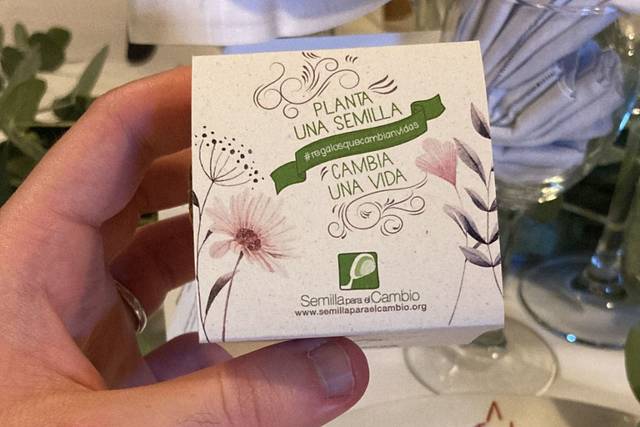 PLANTA
UNA SEMILLA
#regalosquecambianvidas
CAMBIA
UNA VIDA
Semilla para el Cambio
www.semillaparaelcambio.org